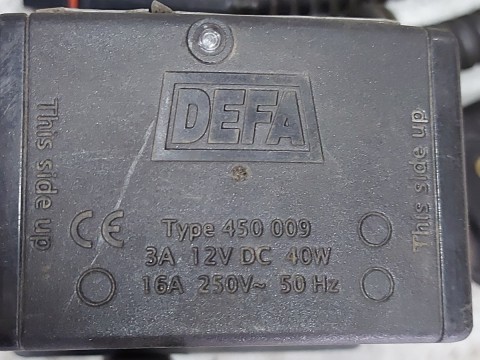 DEFA
This side up
This side up
CE Type 450 009
3A 12V DC 40W
16A 250V~ 50 Hz